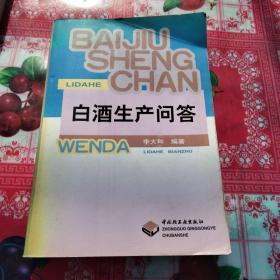 BAIJIU
SHENG
LIDAHE
CHAN
白酒生产问答
WENDA
李大和 编著
LIDAHE BIANZHU
中国轻工业出版社
ZHONGGUO QINGGONGYE
CHUBANSHE